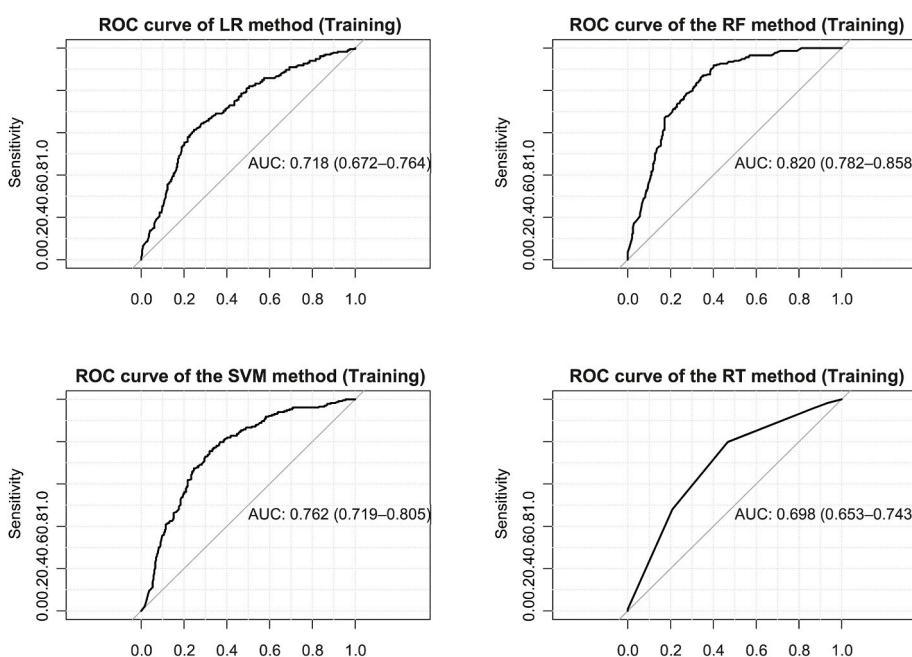 ROC curve of LR method (Training)
Sensitivity
0.00.20.40.60.81.0
AUC: 0.718 (0.672–0.764)
0.0 0.2 0.4 0.6 0.8 1.0
ROC curve of the RF method (Training)
Sensitivity
0.00.20.40.60.81.0
AUC: 0.820 (0.782–0.858
0.0 0.2 0.4 0.6 0.8 1.0
ROC curve of the SVM method (Training)
Sensitivity
0.00.20.40.60.81.0
AUC: 0.762 (0.719–0.805)
0.0 0.2 0.4 0.6 0.8 1.0
ROC curve of the RT method (Training)
Sensitivity
0.00.20.40.60.81.0
AUC: 0.698 (0.653–0.743
0.0 0.2 0.4 0.6 0.8 1.0